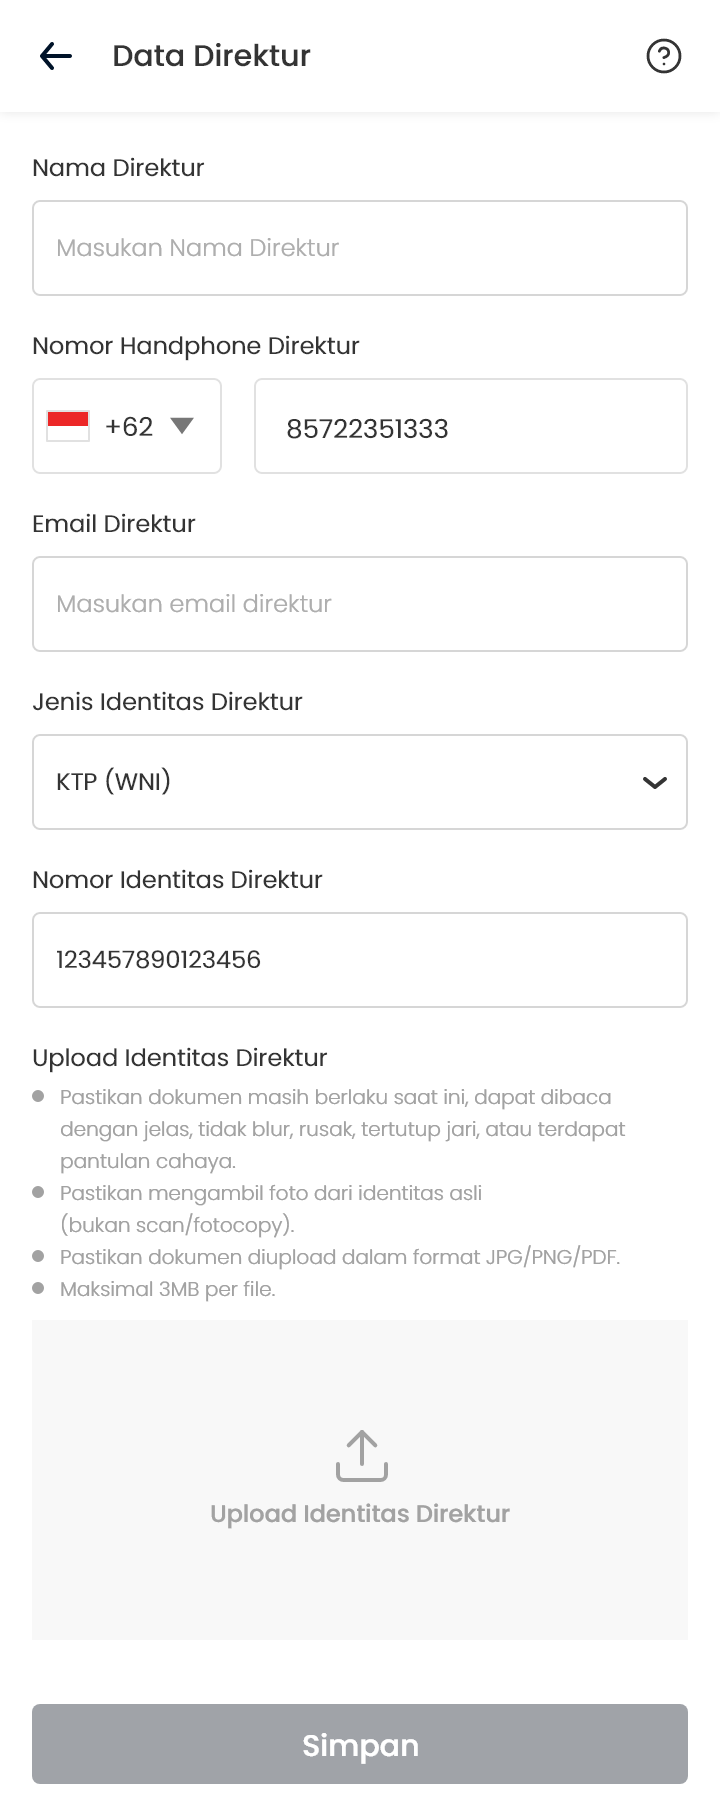 Data Direktur
Nama Direktur
Masukan Nama Direktur
Nomor Handphone Direktur
+62
85722351333
Email Direktur
Masukan email direktur
Jenis Identitas Direktur
KTP (WNI)
Nomor Identitas Direktur
123457890123456
Upload Identitas Direktur
Pastikan dokumen masih berlaku saat ini, dapat dibaca
dengan jelas, tidak blur, rusak, tertutup jari, atau terdapat
pantulan cahaya.
Pastikan mengambil foto dari identitas asli
(bukan scan/fotocopy).
Pastikan dokumen diupload dalam format JPG/PNG/PDF.
Maksimal 3MB per file.
Upload Identitas Direktur
Simpan